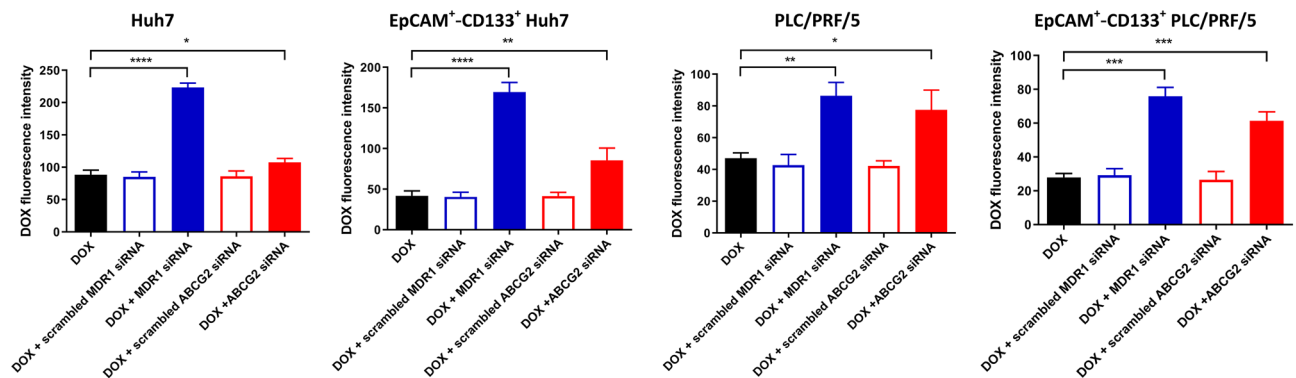 Huh7
*
****
DOX fluorescence intensity
250
200
150
100
50
0
DOX
DOX + scrambled MDR1 siRNA
DOX + MDR1 siRNA
DOX + scrambled ABCG2 siRNA
DOX +ABCG2 siRNA
EpCAM⁺-CD133⁺ Huh7
**
****
DOX fluorescence intensity
200
150
100
50
0
DOX
DOX + scrambled MDR1 siRNA
DOX + MDR1 siRNA
DOX + scrambled ABCG2 siRNA
DOX +ABCG2 siRNA
PLC/PRF/5
*
**
DOX fluorescence intensity
100
80
60
40
20
0
DOX
DOX + scrambled MDR1 siRNA
DOX + MDR1 siRNA
DOX + scrambled ABCG2 siRNA
DOX +ABCG2 siRNA
EpCAM⁺-CD133⁺ PLC/PRF/5
***
***
DOX fluorescence intensity
100
80
60
40
20
0
DOX
DOX + scrambled MDR1 siRNA
DOX + MDR1 siRNA
DOX + scrambled ABCG2 siRNA
DOX +ABCG2 siRNA